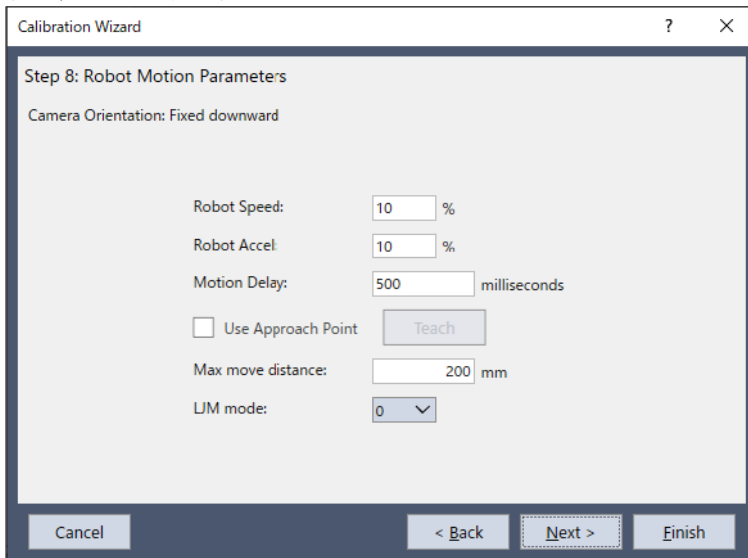 Calibration Wizard ? ×
Step 8: Robot Motion Parameters
Camera Orientation: Fixed downward
Robot Speed: 10 %
Robot Accel: 10 %
Motion Delay: 500 milliseconds
Use Approach Point Teach
Max move distance: 200 mm
LJM mode: 0
Cancel < Back Next > Finish